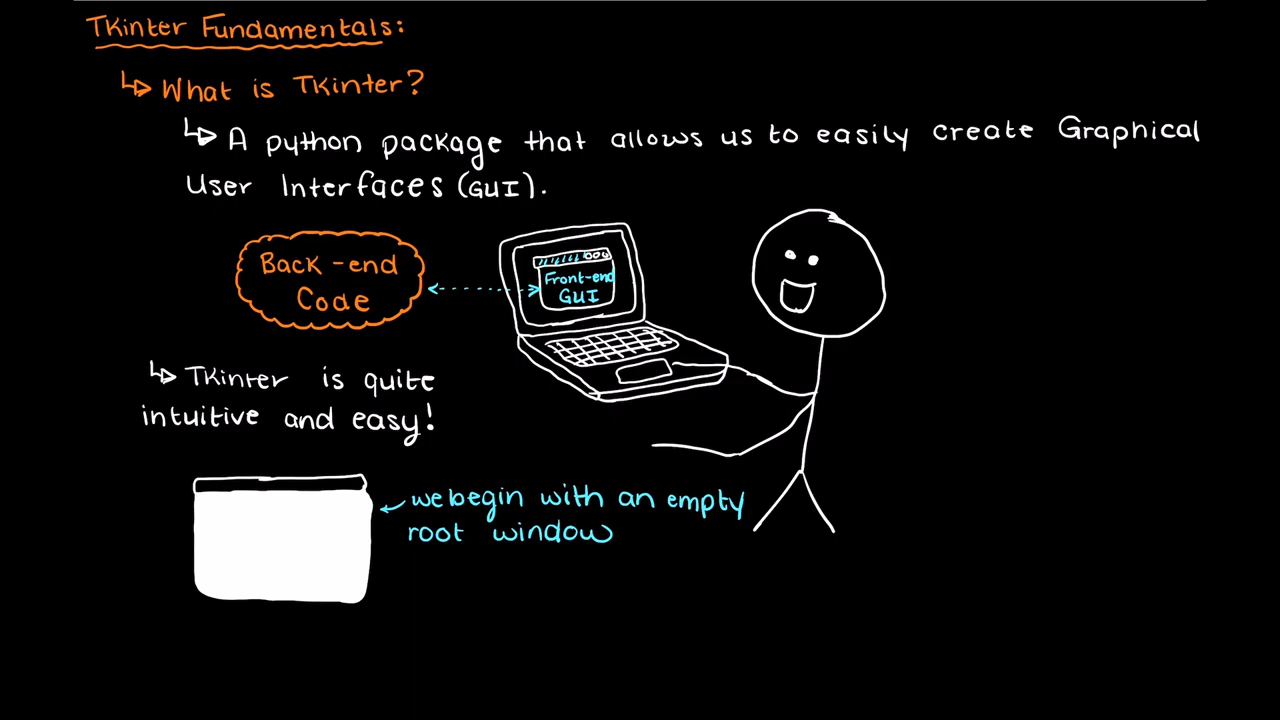 TKinter Fundamentals:
What is TKinter?
A python package that allows us to easily create Graphical
User Interfaces (GUI).
Back-end
Code
Front-end
GUI
TKinter is quite
intuitive and easy!
we begin with an empty
root window